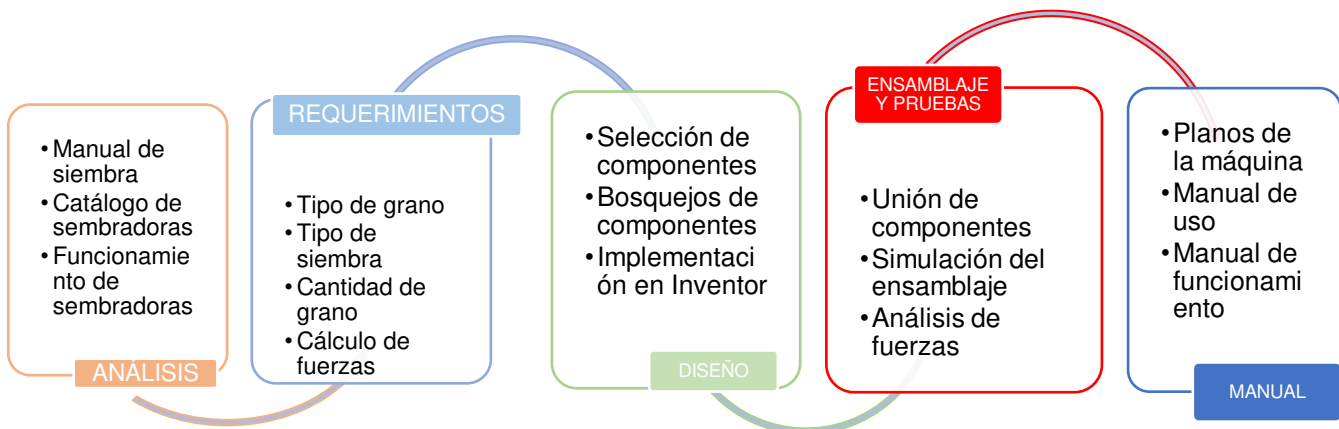 • Manual de
siembra
• Catálogo de
sembradoras
• Funcionamie
nto de
sembradoras
ANÁLISIS
REQUERIMIENTOS
• Tipo de grano
• Tipo de
siembra
• Cantidad de
grano
• Cálculo de
fuerzas
• Selección de
componentes
• Bosquejos de
componentes
• Implementaci
ón en Inventor
DISEÑO
ENSAMBLAJE
Y PRUEBAS
• Unión de
componentes
• Simulación del
ensamblaje
• Análisis de
fuerzas
• Planos de
la máquina
• Manual de
uso
• Manual de
funcionami
ento
MANUAL